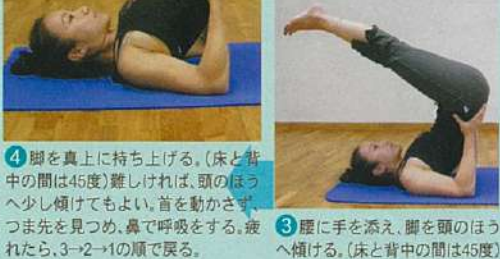 ❹脚を真上に持ち上げる。(床と背
中の間は45度)難しければ、頭のほう
へ少し傾けてもよい。首を動かさず、
つま先を見つめ、鼻で呼吸をする。疲
れたら、3→2→1の順で戻る。
❸腰に手を添え、脚を頭のほう
へ傾ける。(床と背中の間は45度)